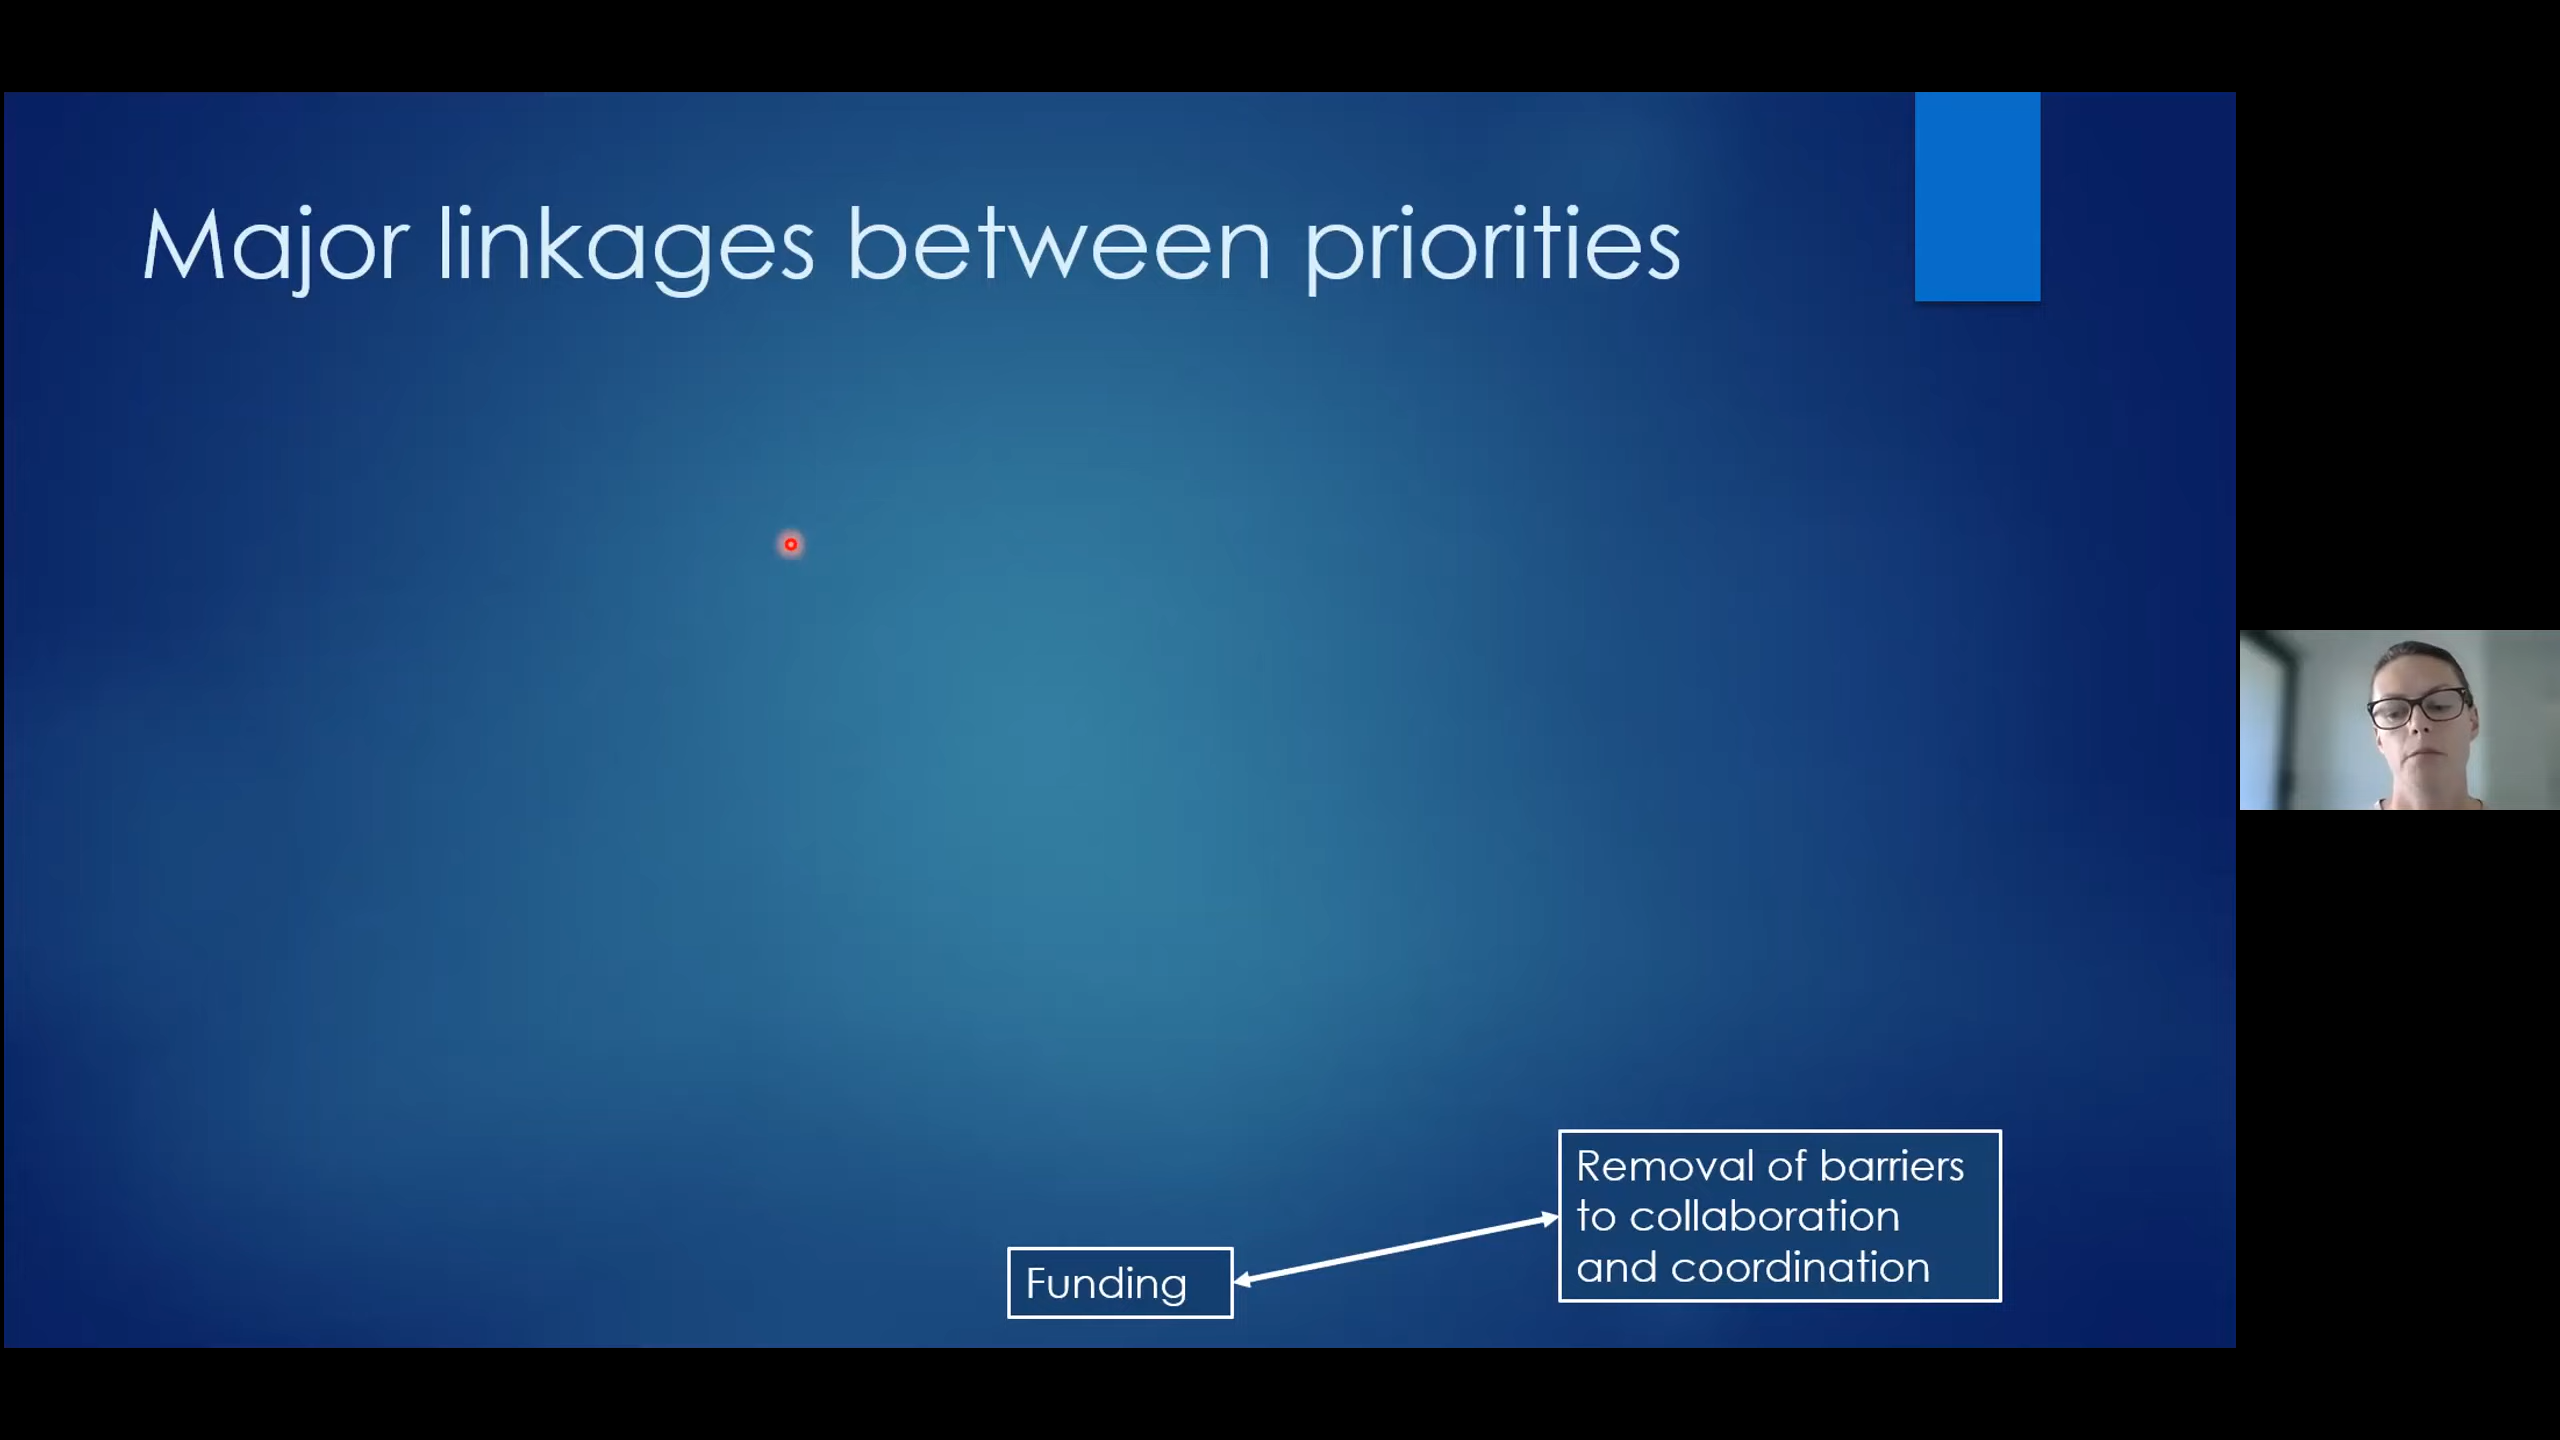 Major linkages between priorities
Removal of barriers
to collaboration
and coordination
Funding